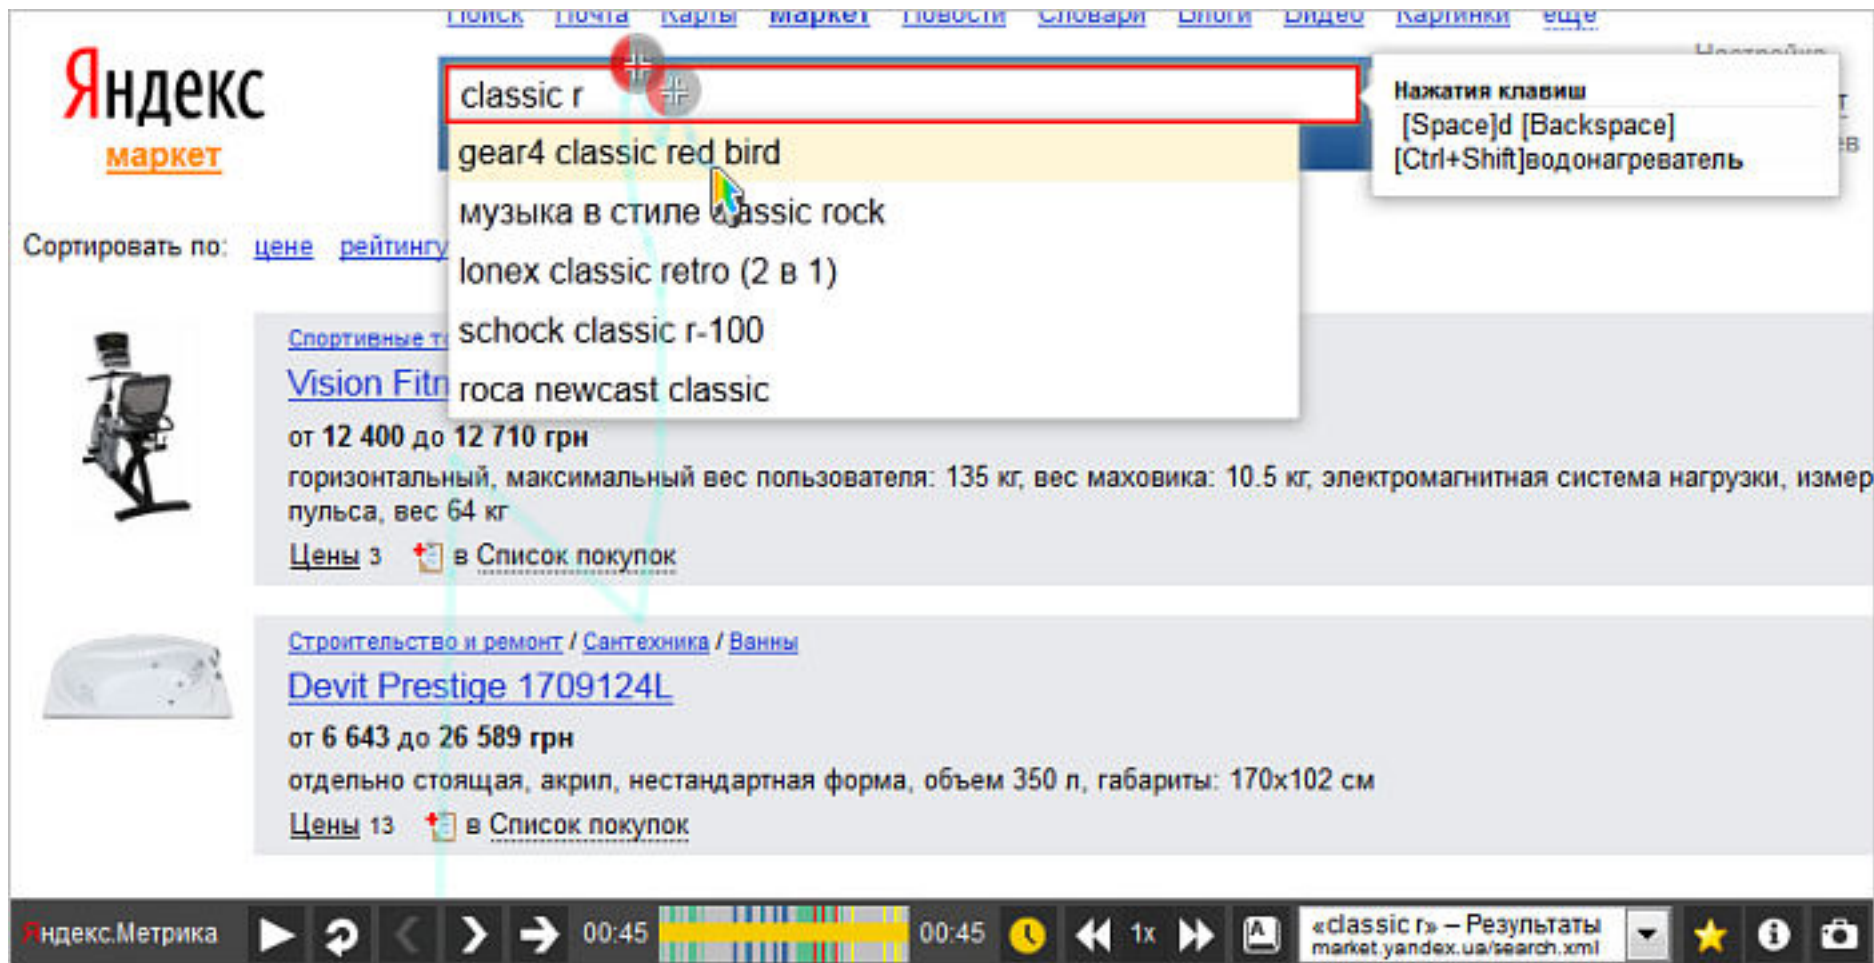 Поиск Почта Карты Маркет Новости Словари Блоги Видео Картинки ещё
Настройка
Яндекс
маркет
classic r
Нажатия клавиш
[Space]d [Backspace]
[Ctrl+Shift]водонагреватель
gear4 classic red bird
музыка в стиле classic rock
lonex classic retro (2 в 1)
schock classic r-100
roca newcast classic
Сортировать по: цене рейтингу
Спортивные
Vision Fitn
от 12 400 до 12 710 грн
горизонтальный, максимальный вес пользователя: 135 кг, вес маховика: 10.5 кг, электромагнитная система нагрузки, измер
пульса, вес 64 кг
Цены 3 в Список покупок
Строительство и ремонт / Сантехника / Ванны
Devit Prestige 1709124L
от 6 643 до 26 589 грн
отдельно стоящая, акрил, нестандартная форма, объем 350 л, габариты: 170x102 см
Цены 13 в Список покупок
Яндекс.Метрика 00:45 00:45 1x A «classic r» – Результаты
market.yandex.ua/search.xml